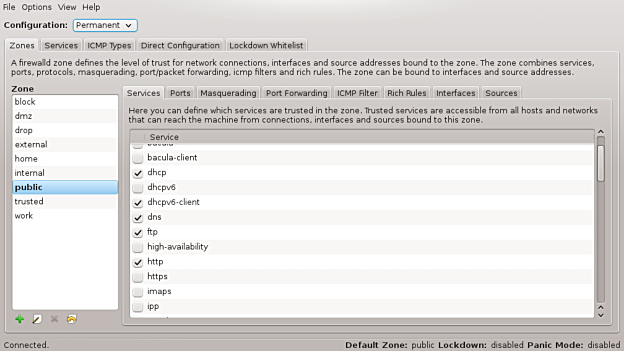 File Options View Help
Configuration: Permanent
Zones Services ICMP Types Direct Configuration Lockdown Whitelist
A firewalld zone defines the level of trust for network connections, interfaces and source addresses bound to the zone. The zone combines services,
ports, protocols, masquerading, port/packet forwarding, icmp filters and rich rules. The zone can be bound to interfaces and source addresses.
Zone
block
dmz
drop
external
home
internal
public
trusted
work
Services Ports Masquerading Port Forwarding ICMP Filter Rich Rules Interfaces Sources
Here you can define which services are trusted in the zone. Trusted services are accessible from all hosts and networks
that can reach the machine from connections, interfaces and sources bound to this zone.
Service
bacula
bacula-client
dhcp
dhcpv6
dhcpv6-client
dns
ftp
high-availability
http
https
imaps
ipp
Connected.
Default Zone: public Lockdown: disabled Panic Mode: disabled